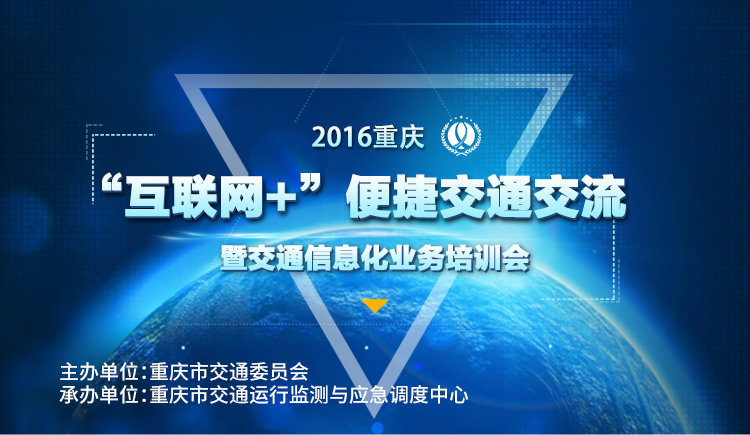 2016重庆
“互联网+”便捷交通交流
暨交通信息化业务培训会
主办单位:重庆市交通委员会
承办单位:重庆市交通运行监测与应急调度中心